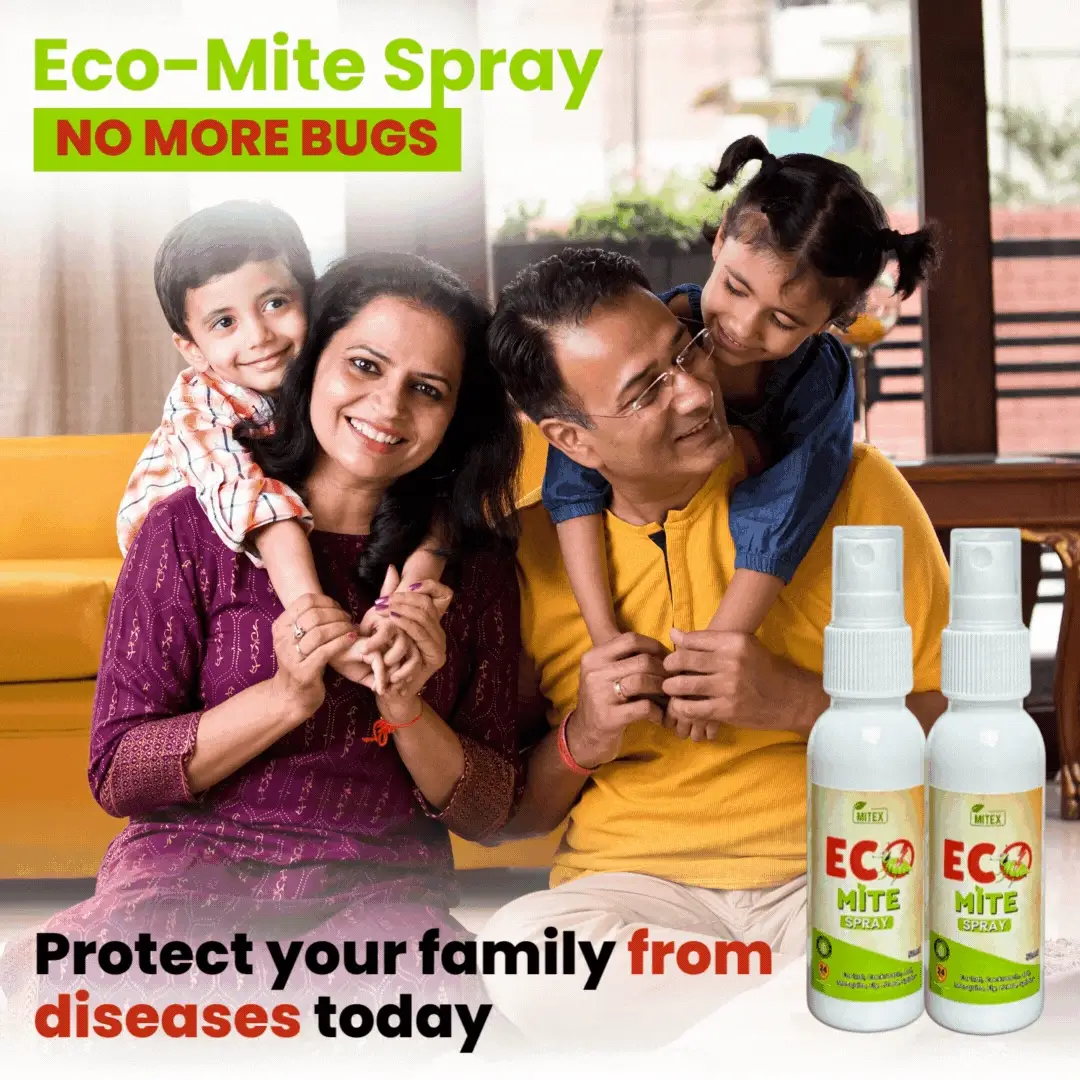 Eco-Mite Spray
NO MORE BUGS
MITEX
ECO
MITE
SPRAY
MITEX
ECO
MITE
SPRAY
Protect your family from
diseases today